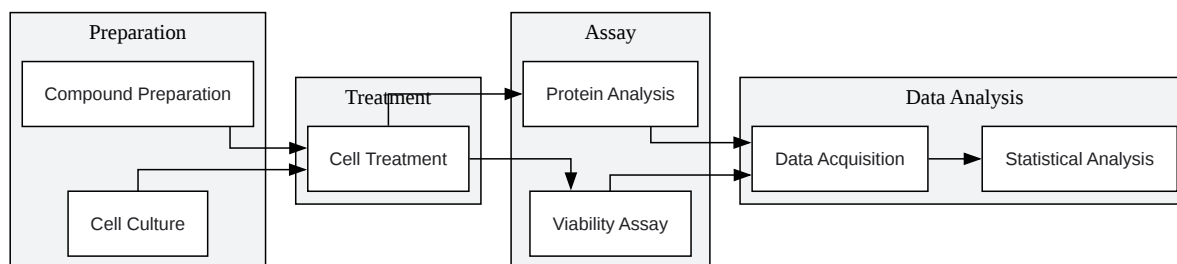 Preparation
Compound Preparation
Cell Culture
Treatment
Cell Treatment
Assay
Protein Analysis
Viability Assay
Data Analysis
Data Acquisition
Statistical Analysis